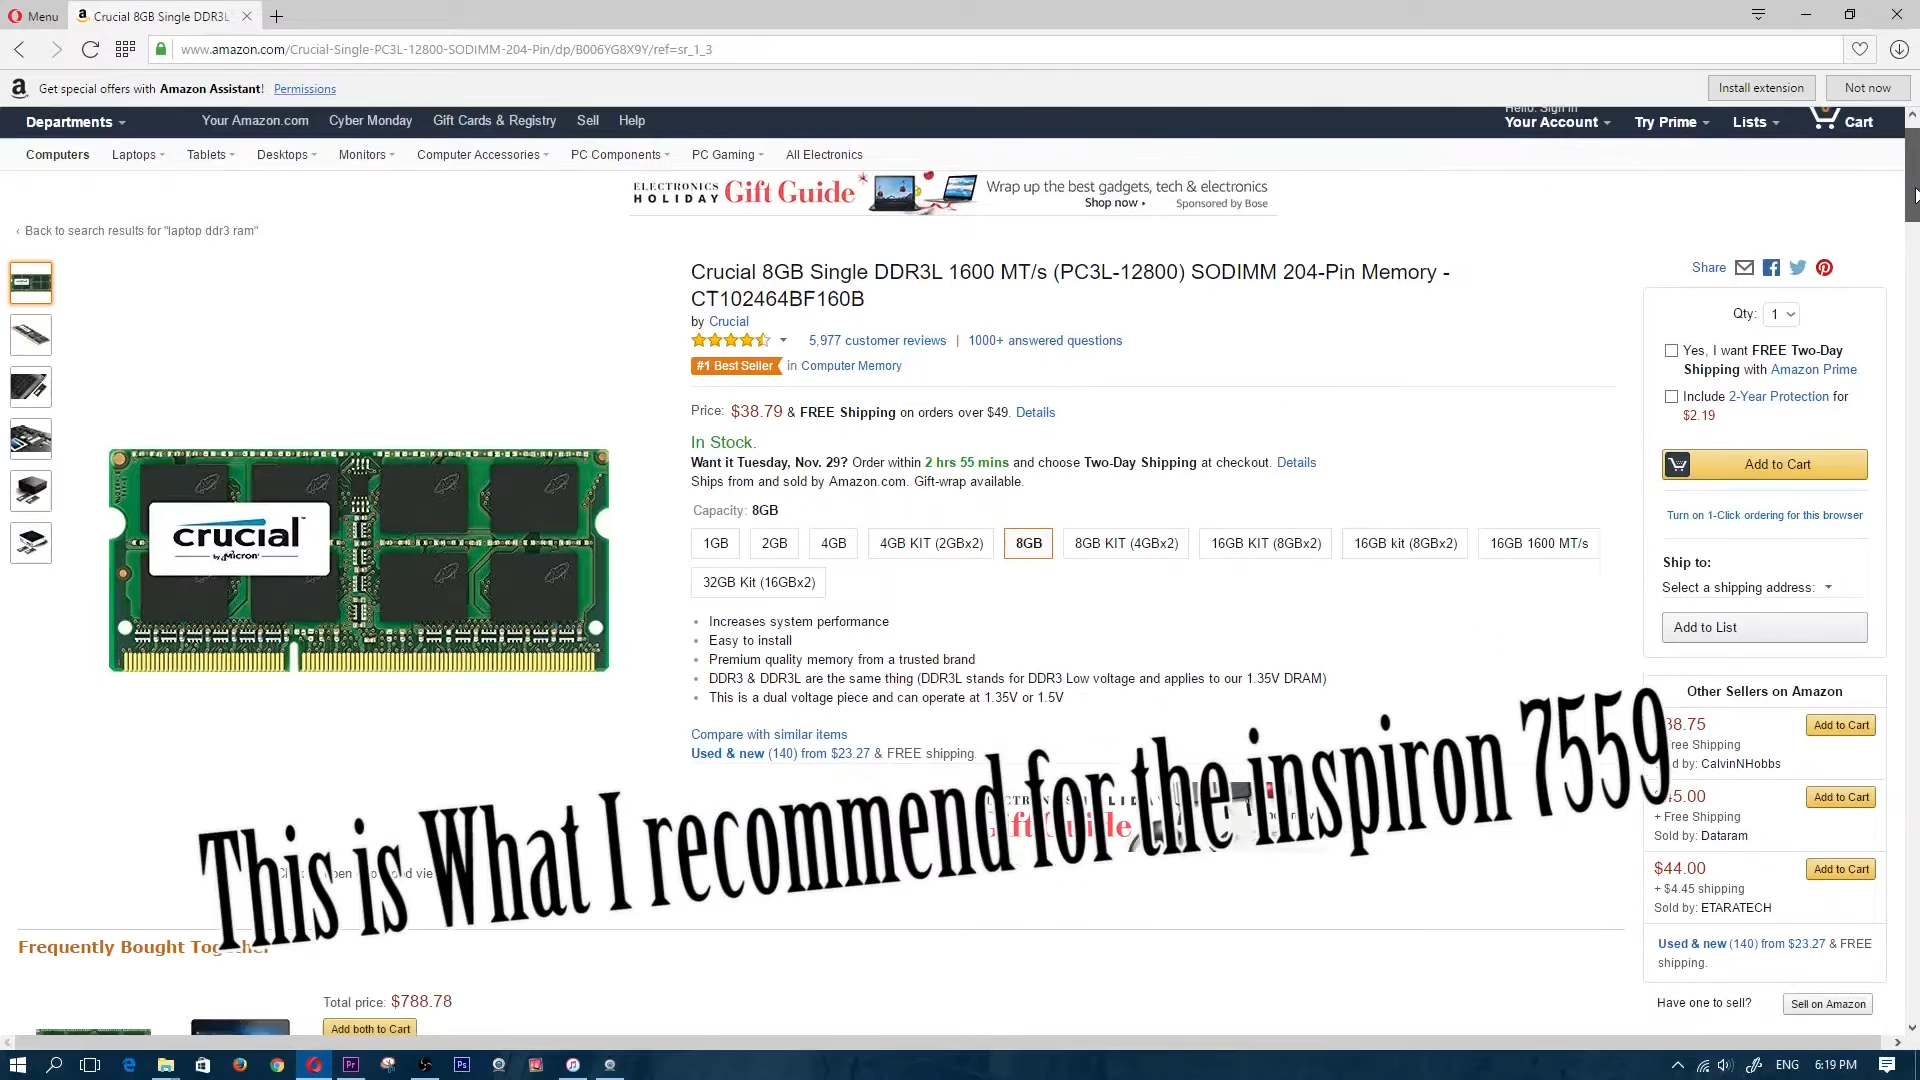 Menu
Crucial 8GB Single DDR3L
www.amazon.com/Crucial-Single-PC3L-12800-SODIMM-204-Pin/dp/B006YG8X9Y/ref=sr_1_3
Get special offers with Amazon Assistant! Permissions
Install extension
Not now
Departments
Your Amazon.com
Cyber Monday
Gift Cards & Registry
Sell
Help
Hello. Sign in
Your Account
Try Prime
Lists
0
Cart
Computers
Laptops
Tablets
Desktops
Monitors
Computer Accessories
PC Components
PC Gaming
All Electronics
ELECTRONICS
HOLIDAY
Gift Guide
Wrap up the best gadgets, tech & electronics
Shop now
Sponsored by Bose
‹ Back to search results for "laptop ddr3 ram"
crucial™
by Micron
Crucial 8GB Single DDR3L 1600 MT/s (PC3L-12800) SODIMM 204-Pin Memory -
CT102464BF160B
by Crucial
5,977 customer reviews | 1000+ answered questions
#1 Best Seller in Computer Memory
Price: $38.79 & FREE Shipping on orders over $49. Details
In Stock.
Want it Tuesday, Nov. 29? Order within 2 hrs 55 mins and choose Two-Day Shipping at checkout. Details
Ships from and sold by Amazon.com. Gift-wrap available.
Capacity: 8GB
1GB
2GB
4GB
4GB KIT (2GBx2)
8GB
8GB KIT (4GBx2)
16GB KIT (8GBx2)
16GB kit (8GBx2)
16GB 1600 MT/s
32GB Kit (16GBx2)
• Increases system performance
• Easy to install
• Premium quality memory from a trusted brand
• DDR3 & DDR3L are the same thing (DDR3L stands for DDR3 Low voltage and applies to our 1.35V DRAM)
• This is a dual voltage piece and can operate at 1.35V or 1.5V
Compare with similar items
Used & new (140) from $23.27 & FREE shipping.
This is What I recommend for the inspiron 7559
Frequently Bought Together
Total price: $788.78
Add both to Cart
Share
Qty: 1
Yes, I want FREE Two-Day
Shipping with Amazon Prime
Include 2-Year Protection for
$2.19
Add to Cart
Turn on 1-Click ordering for this browser
Ship to:
Select a shipping address:
Add to List
Other Sellers on Amazon
38.75
Add to Cart
Free Shipping
d by: CalvinNHobbs
45.00
Add to Cart
+ Free Shipping
Sold by: Dataram
$44.00
Add to Cart
+ $4.45 shipping
Sold by: ETARATECH
Used & new (140) from $23.27 & FREE
shipping.
Have one to sell?
Sell on Amazon
Pr
Ps
ENG
6:19 PM